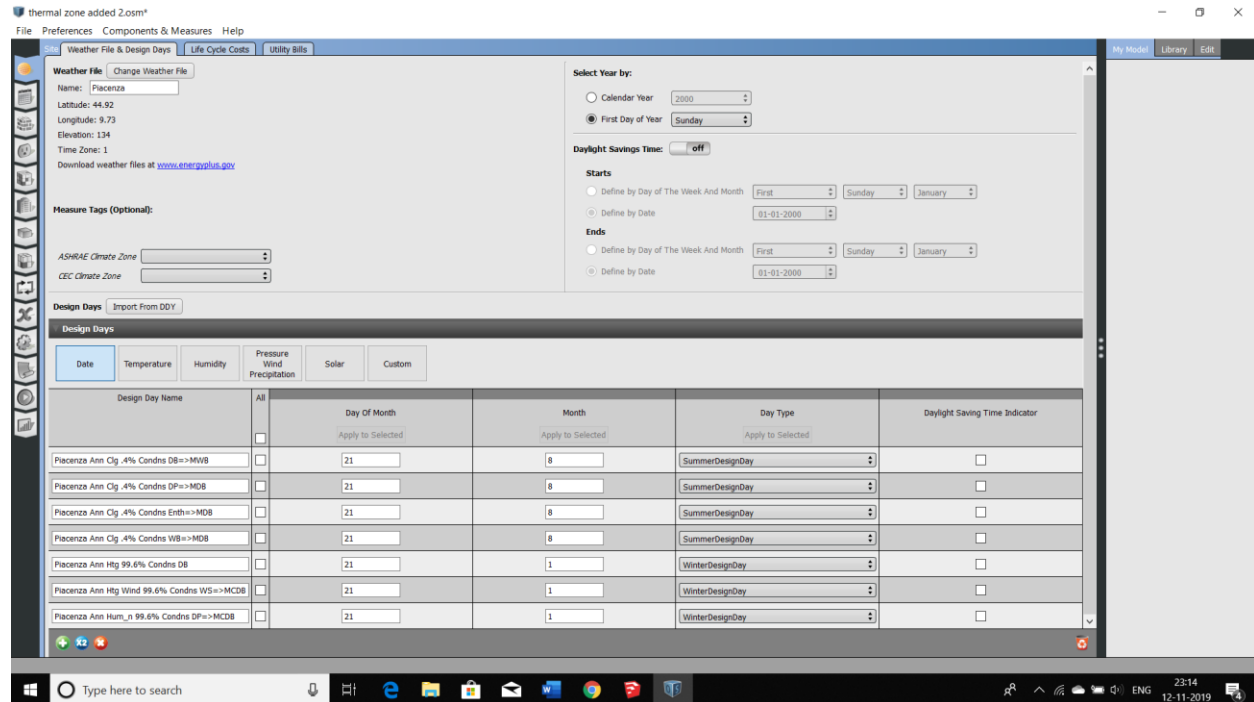 thermal zone added 2.osm*
File Preferences Components & Measures Help
Site Weather File & Design Days Life Cycle Costs Utility Bills
My Model Library Edit
Weather File Change Weather File
Name: Piacenza
Latitude: 44.92
Longitude: 9.73
Elevation: 134
Time Zone: 1
Download weather files at www.energyplus.gov
Measure Tags (Optional):
ASHRAE Climate Zone
CEC Climate Zone
Select Year by:
Calendar Year 2000
First Day of Year Sunday
Daylight Savings Time: off
Starts
Define by Day of The Week And Month First Sunday January
Define by Date 01-01-2000
Ends
Define by Day of The Week And Month First Sunday January
Define by Date 01-01-2000
Design Days Import From DDY
Design Days
Date Temperature Humidity Pressure Wind Precipitation Solar Custom
Design Day Name All Day Of Month Month Day Type Daylight Saving Time Indicator
Apply to Selected Apply to Selected Apply to Selected
Piacenza Ann Clg .4% Condns DB=>MWB 21 8 SummerDesignDay
Piacenza Ann Clg .4% Condns DP=>MDB 21 8 SummerDesignDay
Piacenza Ann Clg .4% Condns Enth=>MDB 21 8 SummerDesignDay
Piacenza Ann Clg .4% Condns WB=>MDB 21 8 SummerDesignDay
Piacenza Ann Htg 99.6% Condns DB 21 1 WinterDesignDay
Piacenza Ann Htg Wind 99.6% Condns WS=>MCDB 21 1 WinterDesignDay
Piacenza Ann Hum_n 99.6% Condns DP=>MCDB 21 1 WinterDesignDay
x2
Type here to search
ENG 23:14
12-11-2019
4